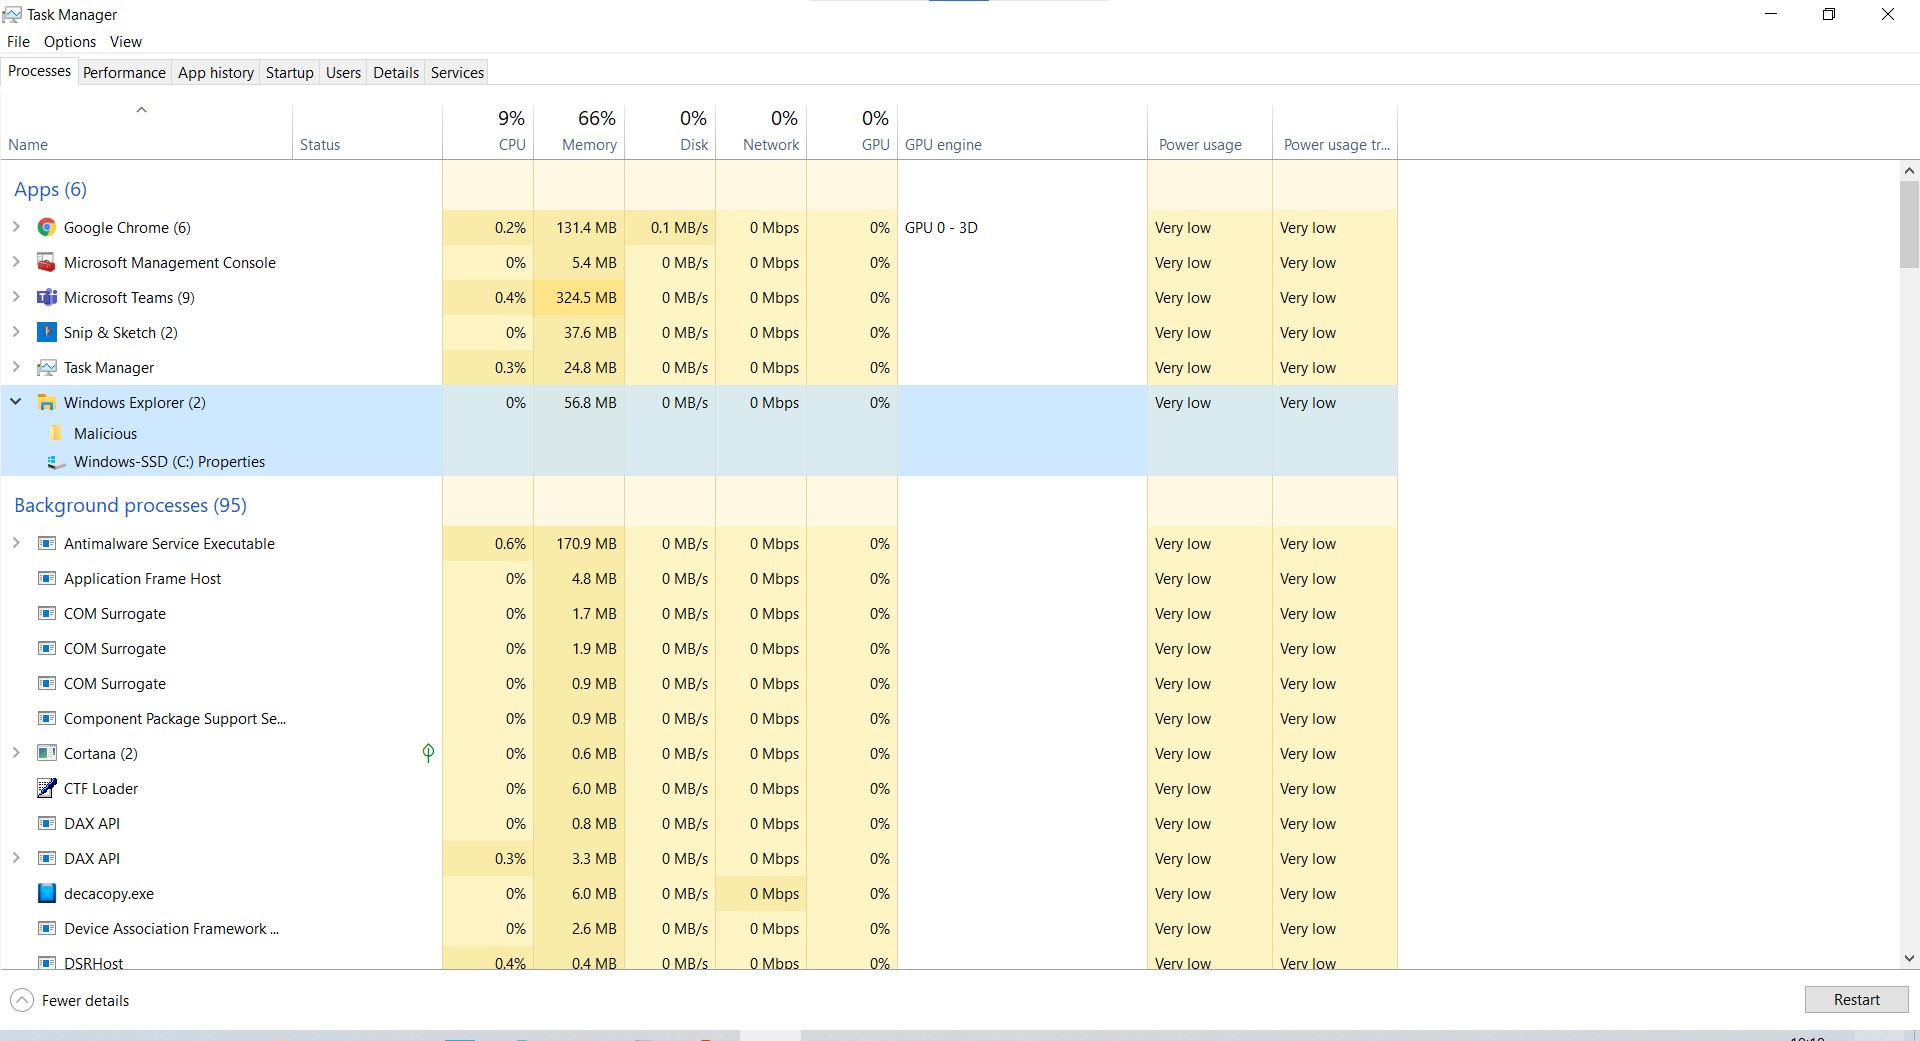 Task Manager
File Options View
Processes Performance App history Startup Users Details Services
9% 66% 0% 0% 0%
Name Status CPU Memory Disk Network GPU GPU engine Power usage Power usage tr...
Apps (6)
Google Chrome (6) 0.2% 131.4 MB 0.1 MB/s 0 Mbps 0% GPU 0 - 3D Very low Very low
Microsoft Management Console 0% 5.4 MB 0 MB/s 0 Mbps 0% Very low Very low
Microsoft Teams (9) 0.4% 324.5 MB 0 MB/s 0 Mbps 0% Very low Very low
Snip & Sketch (2) 0% 37.6 MB 0 MB/s 0 Mbps 0% Very low Very low
Task Manager 0.3% 24.8 MB 0 MB/s 0 Mbps 0% Very low Very low
Windows Explorer (2) 0% 56.8 MB 0 MB/s 0 Mbps 0% Very low Very low
Malicious
Windows-SSD (C:) Properties
Background processes (95)
Antimalware Service Executable 0.6% 170.9 MB 0 MB/s 0 Mbps 0% Very low Very low
Application Frame Host 0% 4.8 MB 0 MB/s 0 Mbps 0% Very low Very low
COM Surrogate 0% 1.7 MB 0 MB/s 0 Mbps 0% Very low Very low
COM Surrogate 0% 1.9 MB 0 MB/s 0 Mbps 0% Very low Very low
COM Surrogate 0% 0.9 MB 0 MB/s 0 Mbps 0% Very low Very low
Component Package Support Se... 0% 0.9 MB 0 MB/s 0 Mbps 0% Very low Very low
Cortana (2) 0% 0.6 MB 0 MB/s 0 Mbps 0% Very low Very low
CTF Loader 0% 6.0 MB 0 MB/s 0 Mbps 0% Very low Very low
DAX API 0% 0.8 MB 0 MB/s 0 Mbps 0% Very low Very low
DAX API 0.3% 3.3 MB 0 MB/s 0 Mbps 0% Very low Very low
decacopy.exe 0% 6.0 MB 0 MB/s 0 Mbps 0% Very low Very low
Device Association Framework ... 0% 2.6 MB 0 MB/s 0 Mbps 0% Very low Very low
DSRHost 0.4% 0.4 MB 0 MB/s 0 Mbps 0% Very low Very low
Fewer details Restart